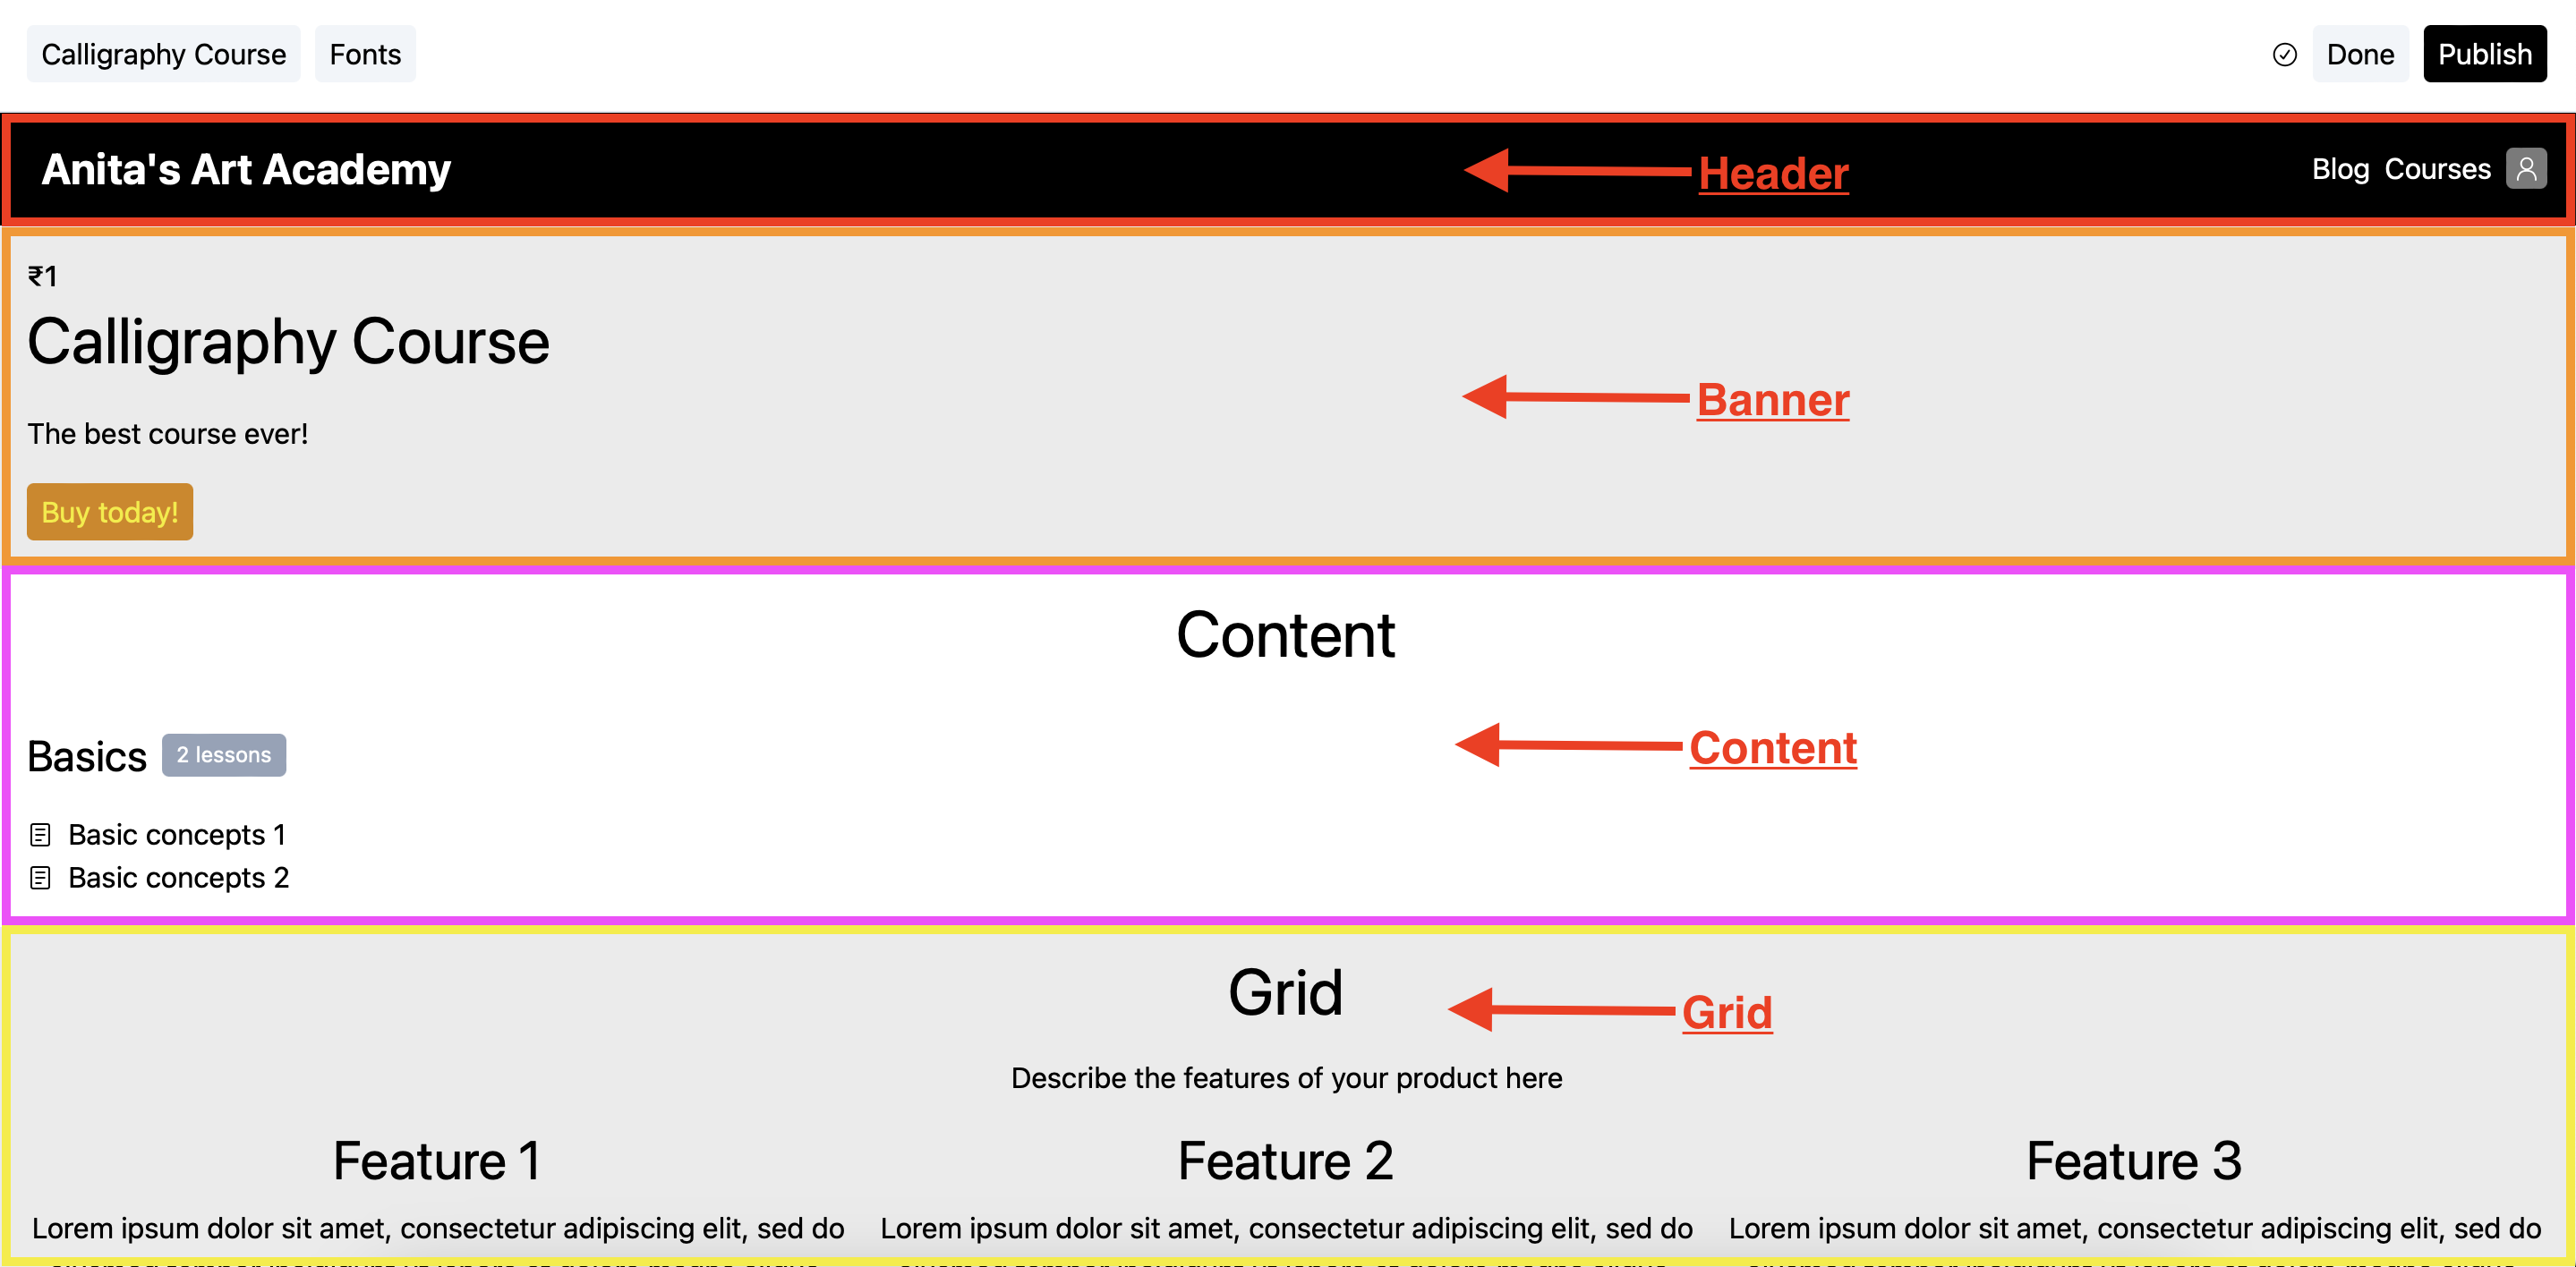 Calligraphy Course Fonts Done Publish
Anita's Art Academy Header Blog Courses
₹1
Calligraphy Course
Banner
The best course ever!
Buy today!
Content
Basics 2 lessons Content
Basic concepts 1
Basic concepts 2
Grid Grid
Describe the features of your product here
Feature 1 Feature 2 Feature 3
Lorem ipsum dolor sit amet, consectetur adipiscing elit, sed do Lorem ipsum dolor sit amet, consectetur adipiscing elit, sed do Lorem ipsum dolor sit amet, consectetur adipiscing elit, sed do